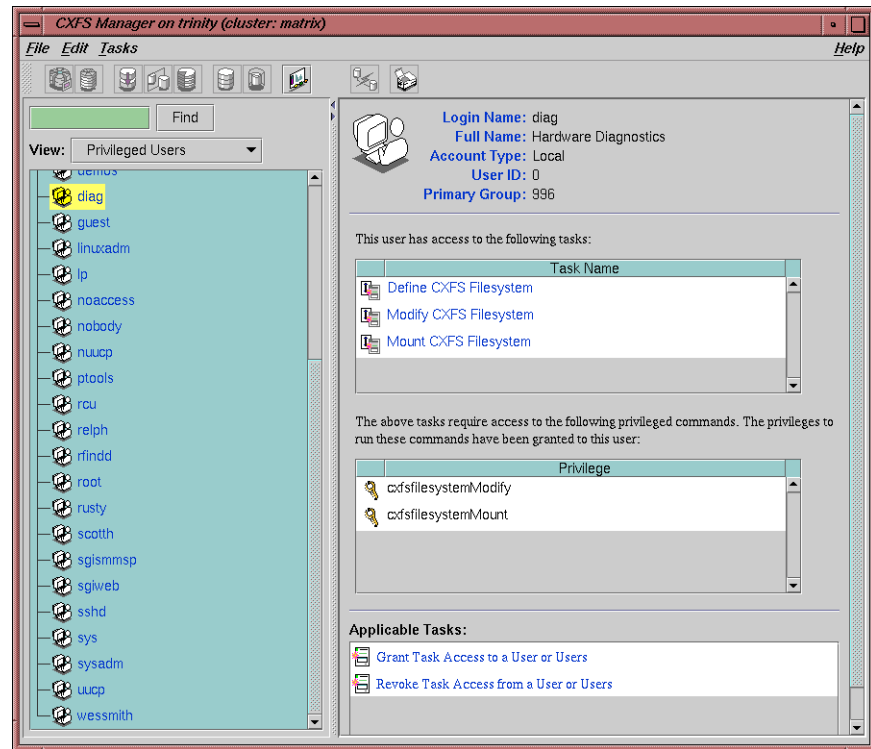 CXFS Manager on trinity (cluster: matrix)
File Edit Tasks Help
Find
View: Privileged Users
demos
diag
guest
linuxadm
lp
noaccess
nobody
nuucp
ptools
rcu
relph
rfindd
root
rusty
scotth
sgismmsp
sgiweb
sshd
sys
sysadm
uucp
wessmith
Login Name: diag
Full Name: Hardware Diagnostics
Account Type: Local
User ID: 0
Primary Group: 996
This user has access to the following tasks:
Task Name
Define CXFS Filesystem
Modify CXFS Filesystem
Mount CXFS Filesystem
The above tasks require access to the following privileged commands. The privileges to
run these commands have been granted to this user:
Privilege
cxfsfilesystemModify
cxfsfilesystemMount
Applicable Tasks:
Grant Task Access to a User or Users
Revoke Task Access from a User or Users